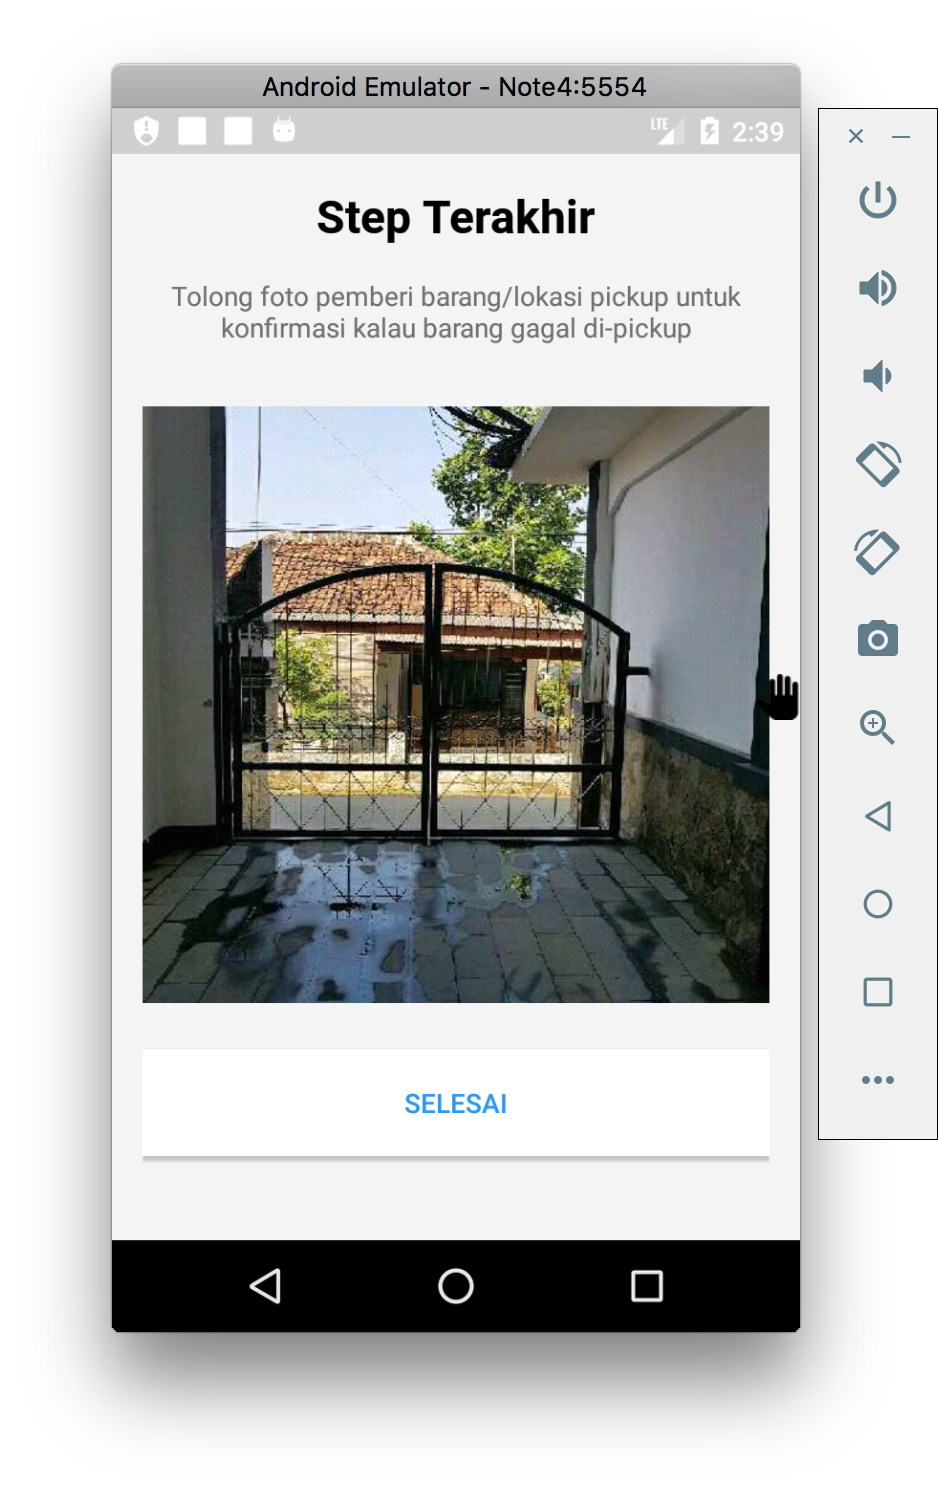 Android Emulator - Note4:5554
LTE 2:39
Step Terakhir
Tolong foto pemberi barang/lokasi pickup untuk
konfirmasi kalau barang gagal di-pickup
SELESAI